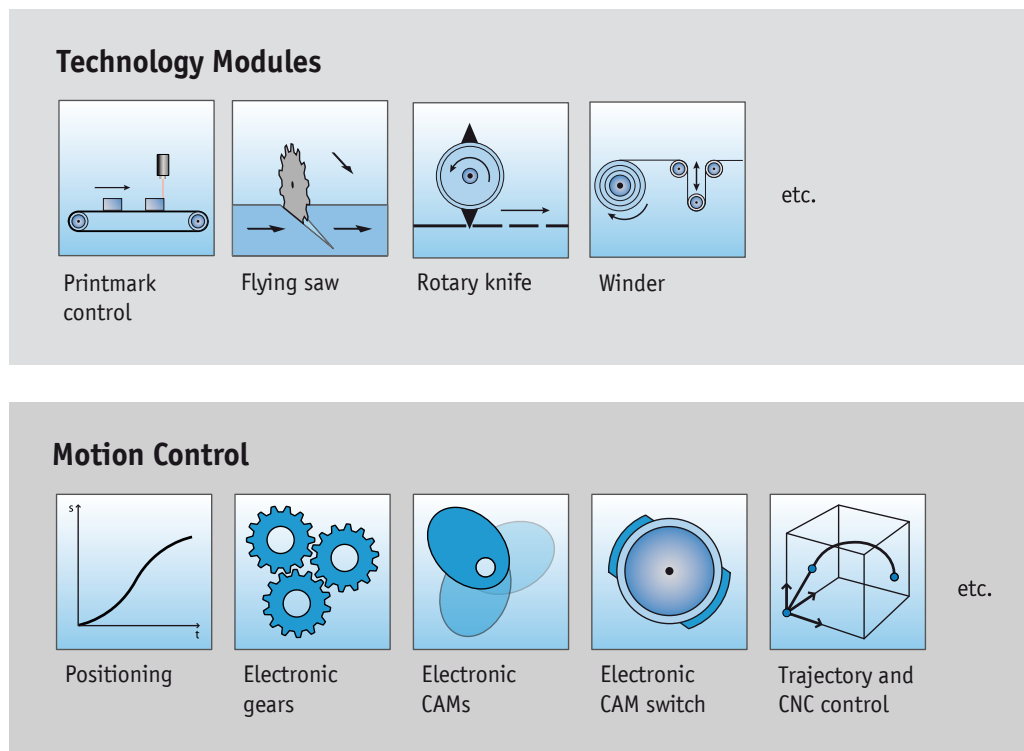 Technology Modules
etc.
Printmark
control
Flying saw
Rotary knife
Winder
Motion Control
s
t
etc.
Positioning
Electronic
gears
Electronic
CAMs
Electronic
CAM switch
Trajectory and
CNC control